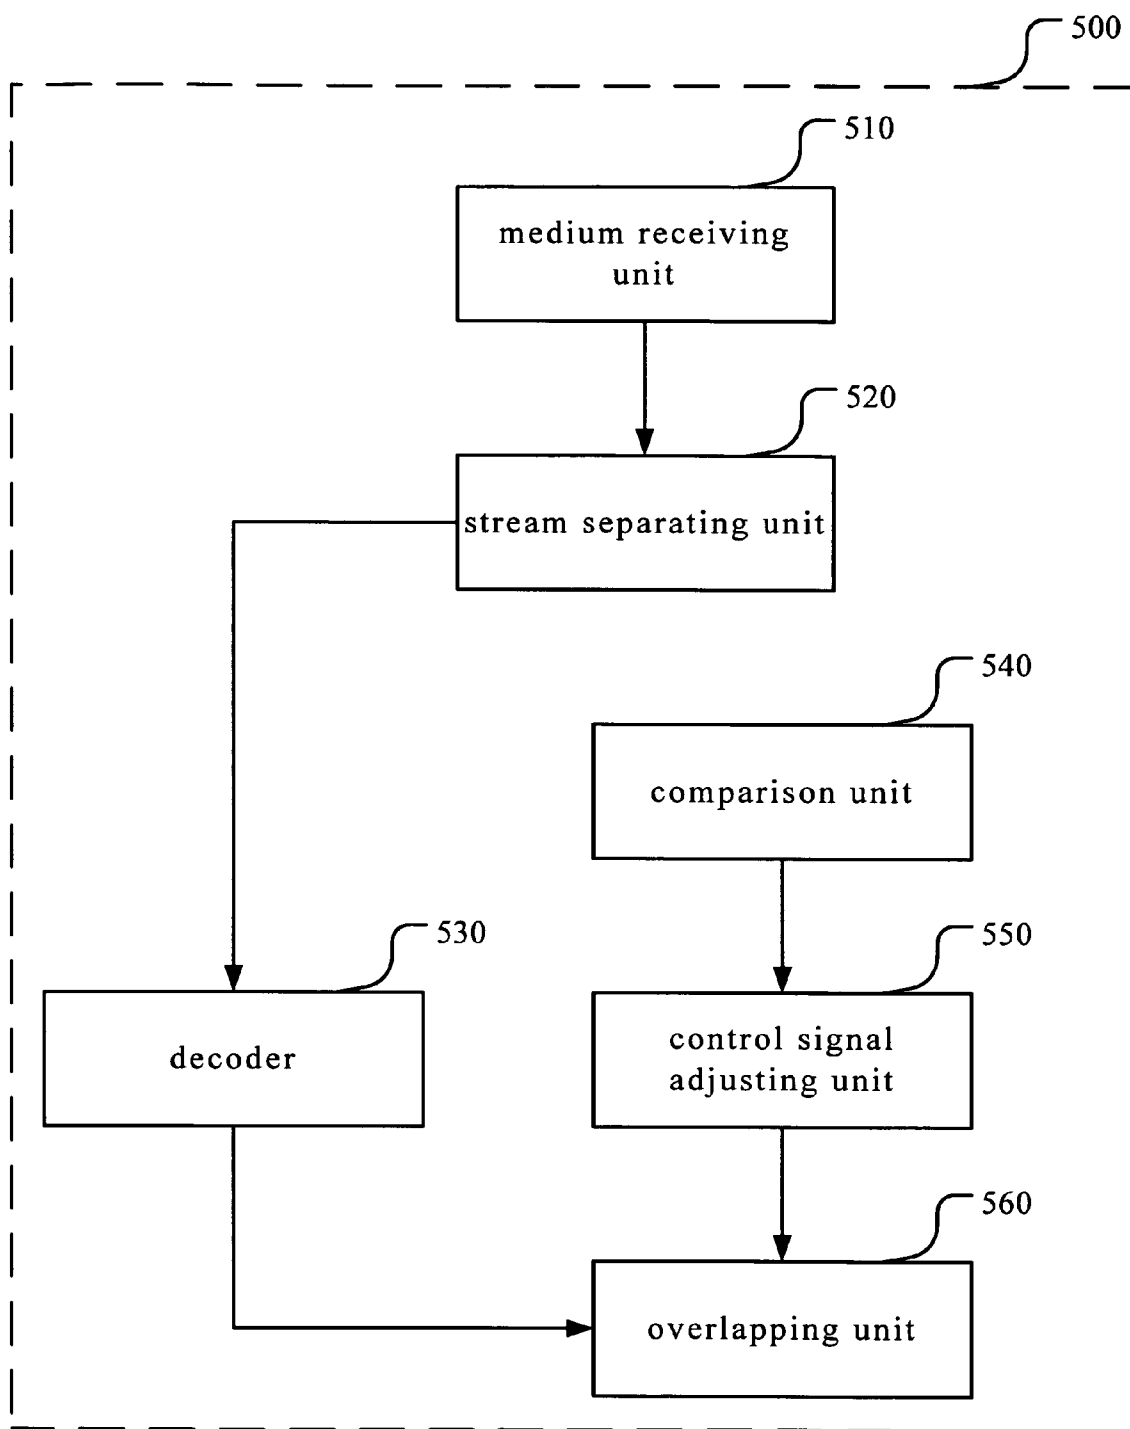 500
510
medium receiving
unit
520
stream separating unit
540
comparison unit
530
decoder
550
control signal
adjusting unit
560
overlapping unit